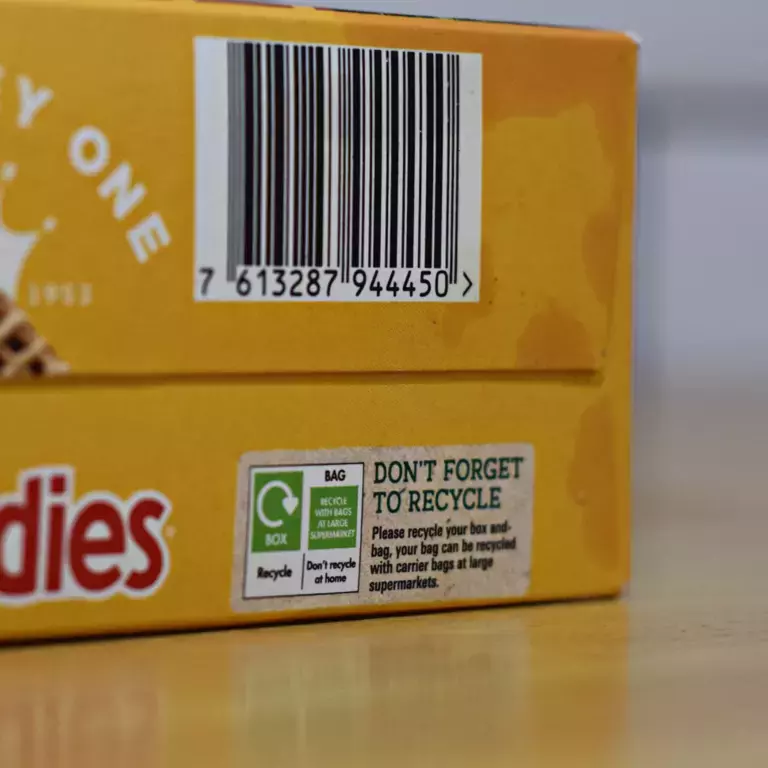 EY ONE
1953
7 613287 944450 >
dies
BAG
RECYCLE
WITH BAGS
AT LARGE
SUPERMARKET
BOX
Recycle
Don't recycle
at home
DON'T FORGET
TO RECYCLE
Please recycle your box and
bag, your bag can be recycled
with carrier bags at large
supermarkets.